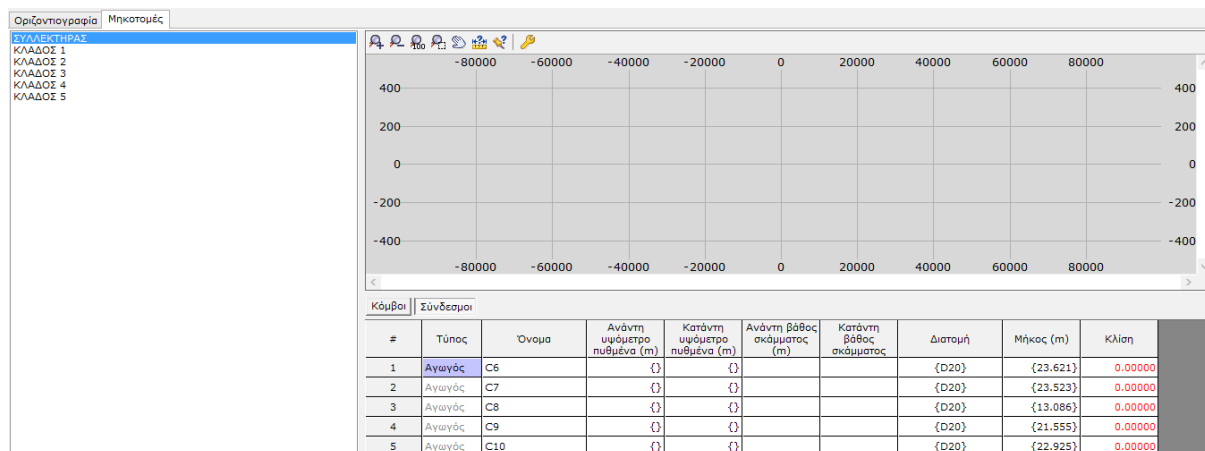 Οριζοντιογραφία Μηκοτομές
ΣΥΛΛΕΚΤΗΡΑΣ
ΚΛΑΔΟΣ 1
ΚΛΑΔΟΣ 2
ΚΛΑΔΟΣ 3
ΚΛΑΔΟΣ 4
ΚΛΑΔΟΣ 5
100
-80000 -60000 -40000 -20000 0 20000 40000 60000 80000
400 400
200 200
0 0
-200 -200
-400 -400
-80000 -60000 -40000 -20000 0 20000 40000 60000 80000
Κόμβοι Σύνδεσμοι
# Τύπος Όνομα Ανάντη υψόμετρο πυθμένα (m) Κατάντη υψόμετρο πυθμένα (m) Ανάντη βάθος σκάμματος (m) Κατάντη βάθος σκάμματος Διατομή Μήκος (m) Κλίση
1 Αγωγός C6 {} {} {D20} {23.621} 0.00000
2 Αγωγός C7 {} {} {D20} {23.523} 0.00000
3 Αγωγός C8 {} {} {D20} {13.086} 0.00000
4 Αγωγός C9 {} {} {D20} {21.555} 0.00000
5 Αγωγός C10 {} {} {D20} {22.925} 0.00000